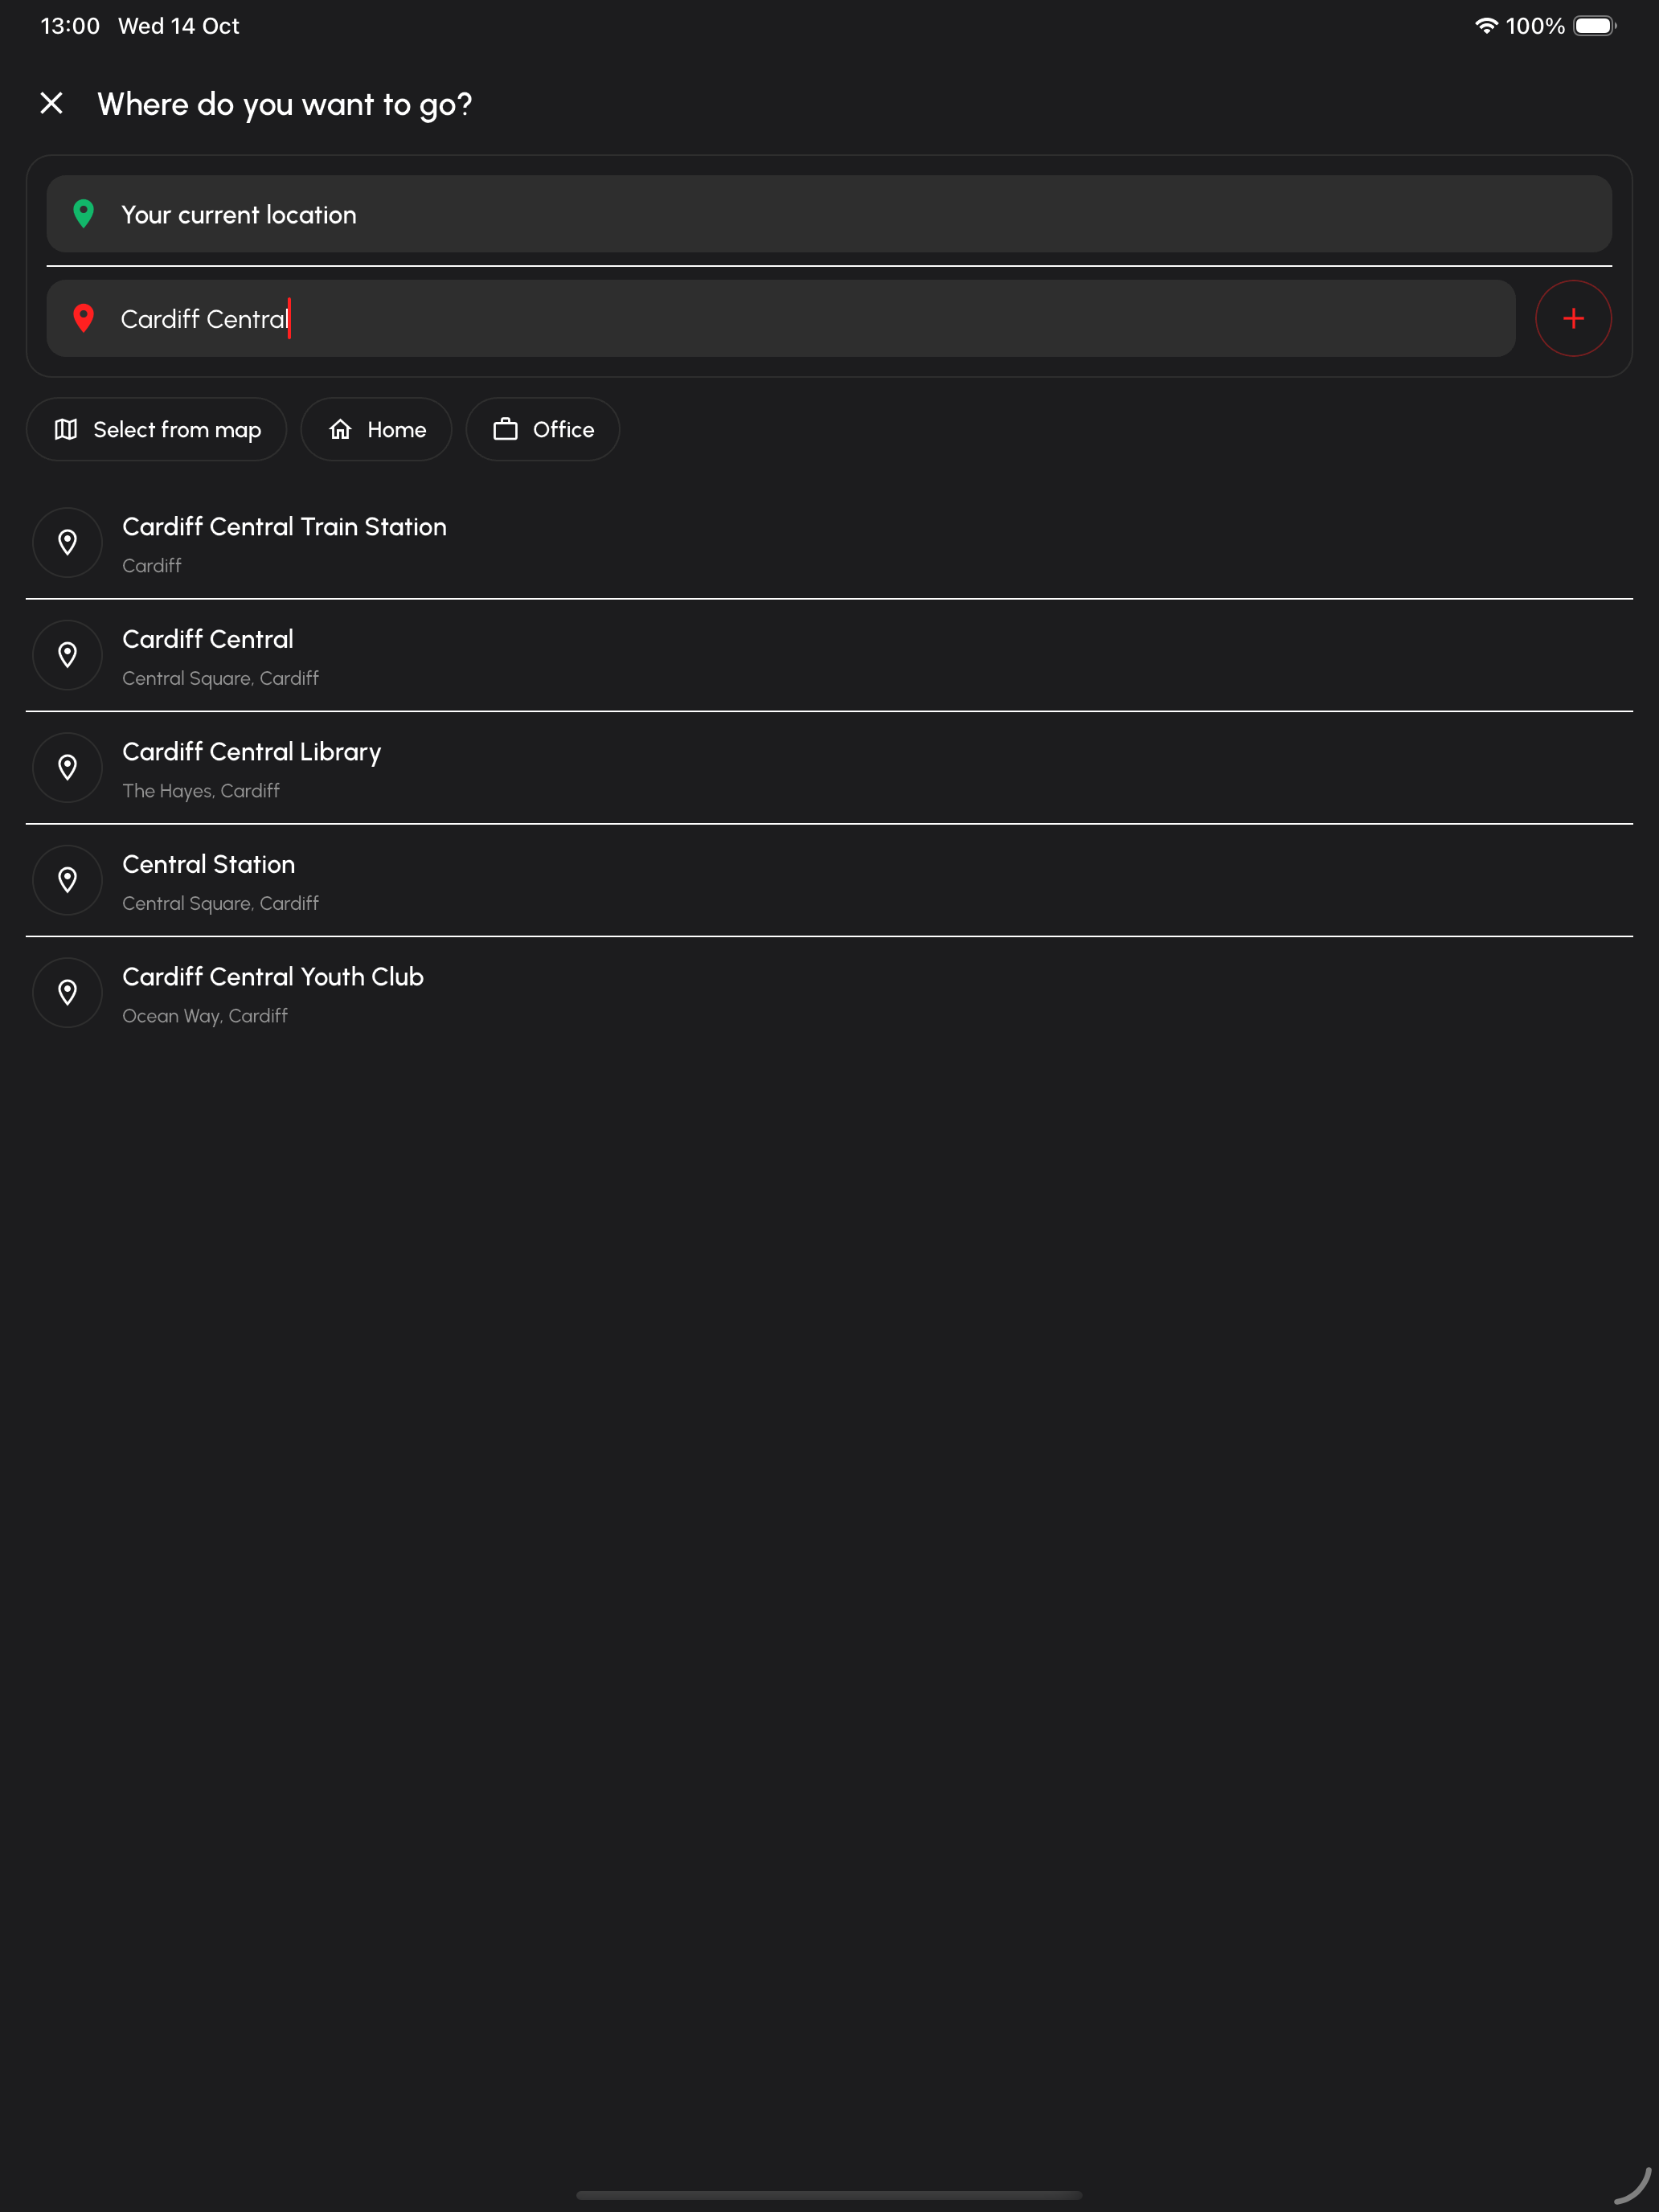 13:00 Wed 14 Oct 100%
Where do you want to go?
Your current location
Cardiff Central
Select from map Home Office
Cardiff Central Train Station
Cardiff
Cardiff Central
Central Square, Cardiff
Cardiff Central Library
The Hayes, Cardiff
Central Station
Central Square, Cardiff
Cardiff Central Youth Club
Ocean Way, Cardiff